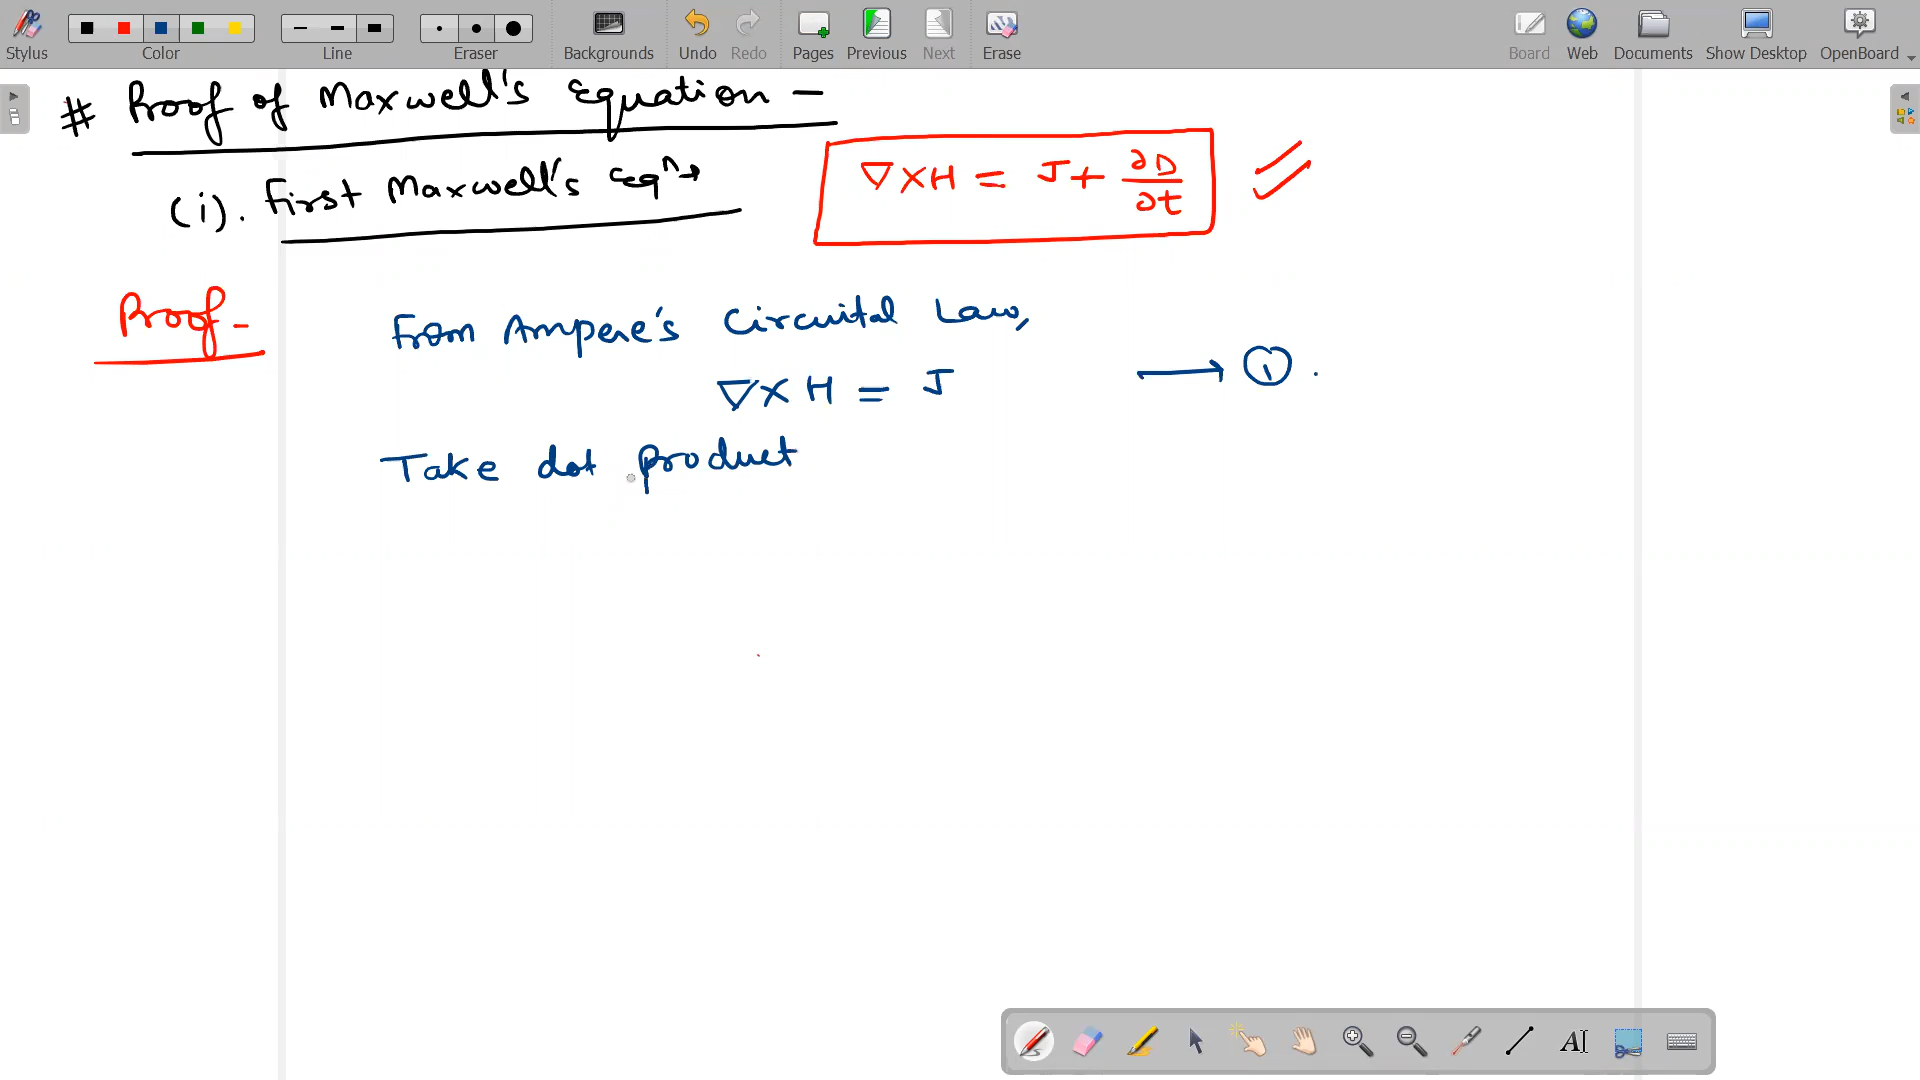 Stylus Color Line Eraser Backgrounds Undo Redo Pages Previous Next Erase Board Web Documents Show Desktop OpenBoard
# Proof of Maxwell's Equation –
(i). First Maxwell's eqⁿ→
∇XH = J + ∂D/∂t
Proof -
From Ampere's Circuital Law,
∇X H = J ⟶ ①.
Take dot product